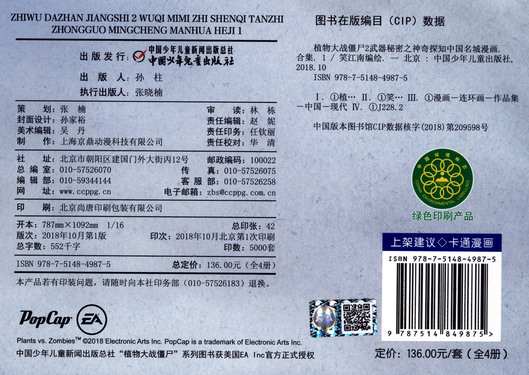 ZHIWU DAZHAN JIANGSHI 2 WUQI MIMI ZHI SHENQI TANZHI
ZHONGGUO MINGCHENG MANHUA HEJI 1
出版发行：中国少年儿童新闻出版总社
中国少年儿童出版社
出 版 人：孙 柱
执行出版人：张晓楠
策 划：张 楠 审 读：林 栋
封面设计：孙家裕 责任编辑：赵 妮
美术编辑：吴 丹 责任印务：任钦丽
制 作：上海京鼎动漫科技有限公司 责任校对：华 清
社 址：北京市朝阳区建国门外大街丙12号 邮政编码：100022
总 编 室：010-57526070 传 真：010-57526075
编 辑 部：010-59344144 客 服 部：010-57526258
网 址：www.ccppg.cn 电子邮箱：zbs@ccppg.com.cn
印 刷：北京尚唐印刷包装有限公司
开本：787mm×1092mm 1/16 总印张：42
版次：2018年10月第1版 印次：2018年10月北京第1次印刷
总字数：552千字 印数：5000套
ISBN 978-7-5148-4987-5 总定价：136.00元（全4册）
本产品若有印装问题，请随时向本社印务部（010-57526183）退换。
PopCap EA
Plants vs. Zombies™©2018 Electronic Arts Inc. PopCap is a trademark of Electronic Arts Inc.
中国少年儿童新闻出版总社“植物大战僵尸”系列图书获美国EA Inc官方正式授权
图书在版编目（CIP）数据
植物大战僵尸2武器秘密之神奇探知中国名城漫画.
合集. 1 / 笑江南编绘. — 北京 : 中国少年儿童出版社,
2018.10
ISBN 978-7-5148-4987-5
Ⅰ. ①植… Ⅱ. ①笑… Ⅲ. ①漫画－连环画－作品集
－中国－现代 Ⅳ. ①J228.2
中国版本图书馆CIP数据核字(2018)第209598号
绿色印刷产品
上架建议◇卡通漫画
ISBN 978-7-5148-4987-5
9 787514 849875 >
定价：136.00元/套（全4册）